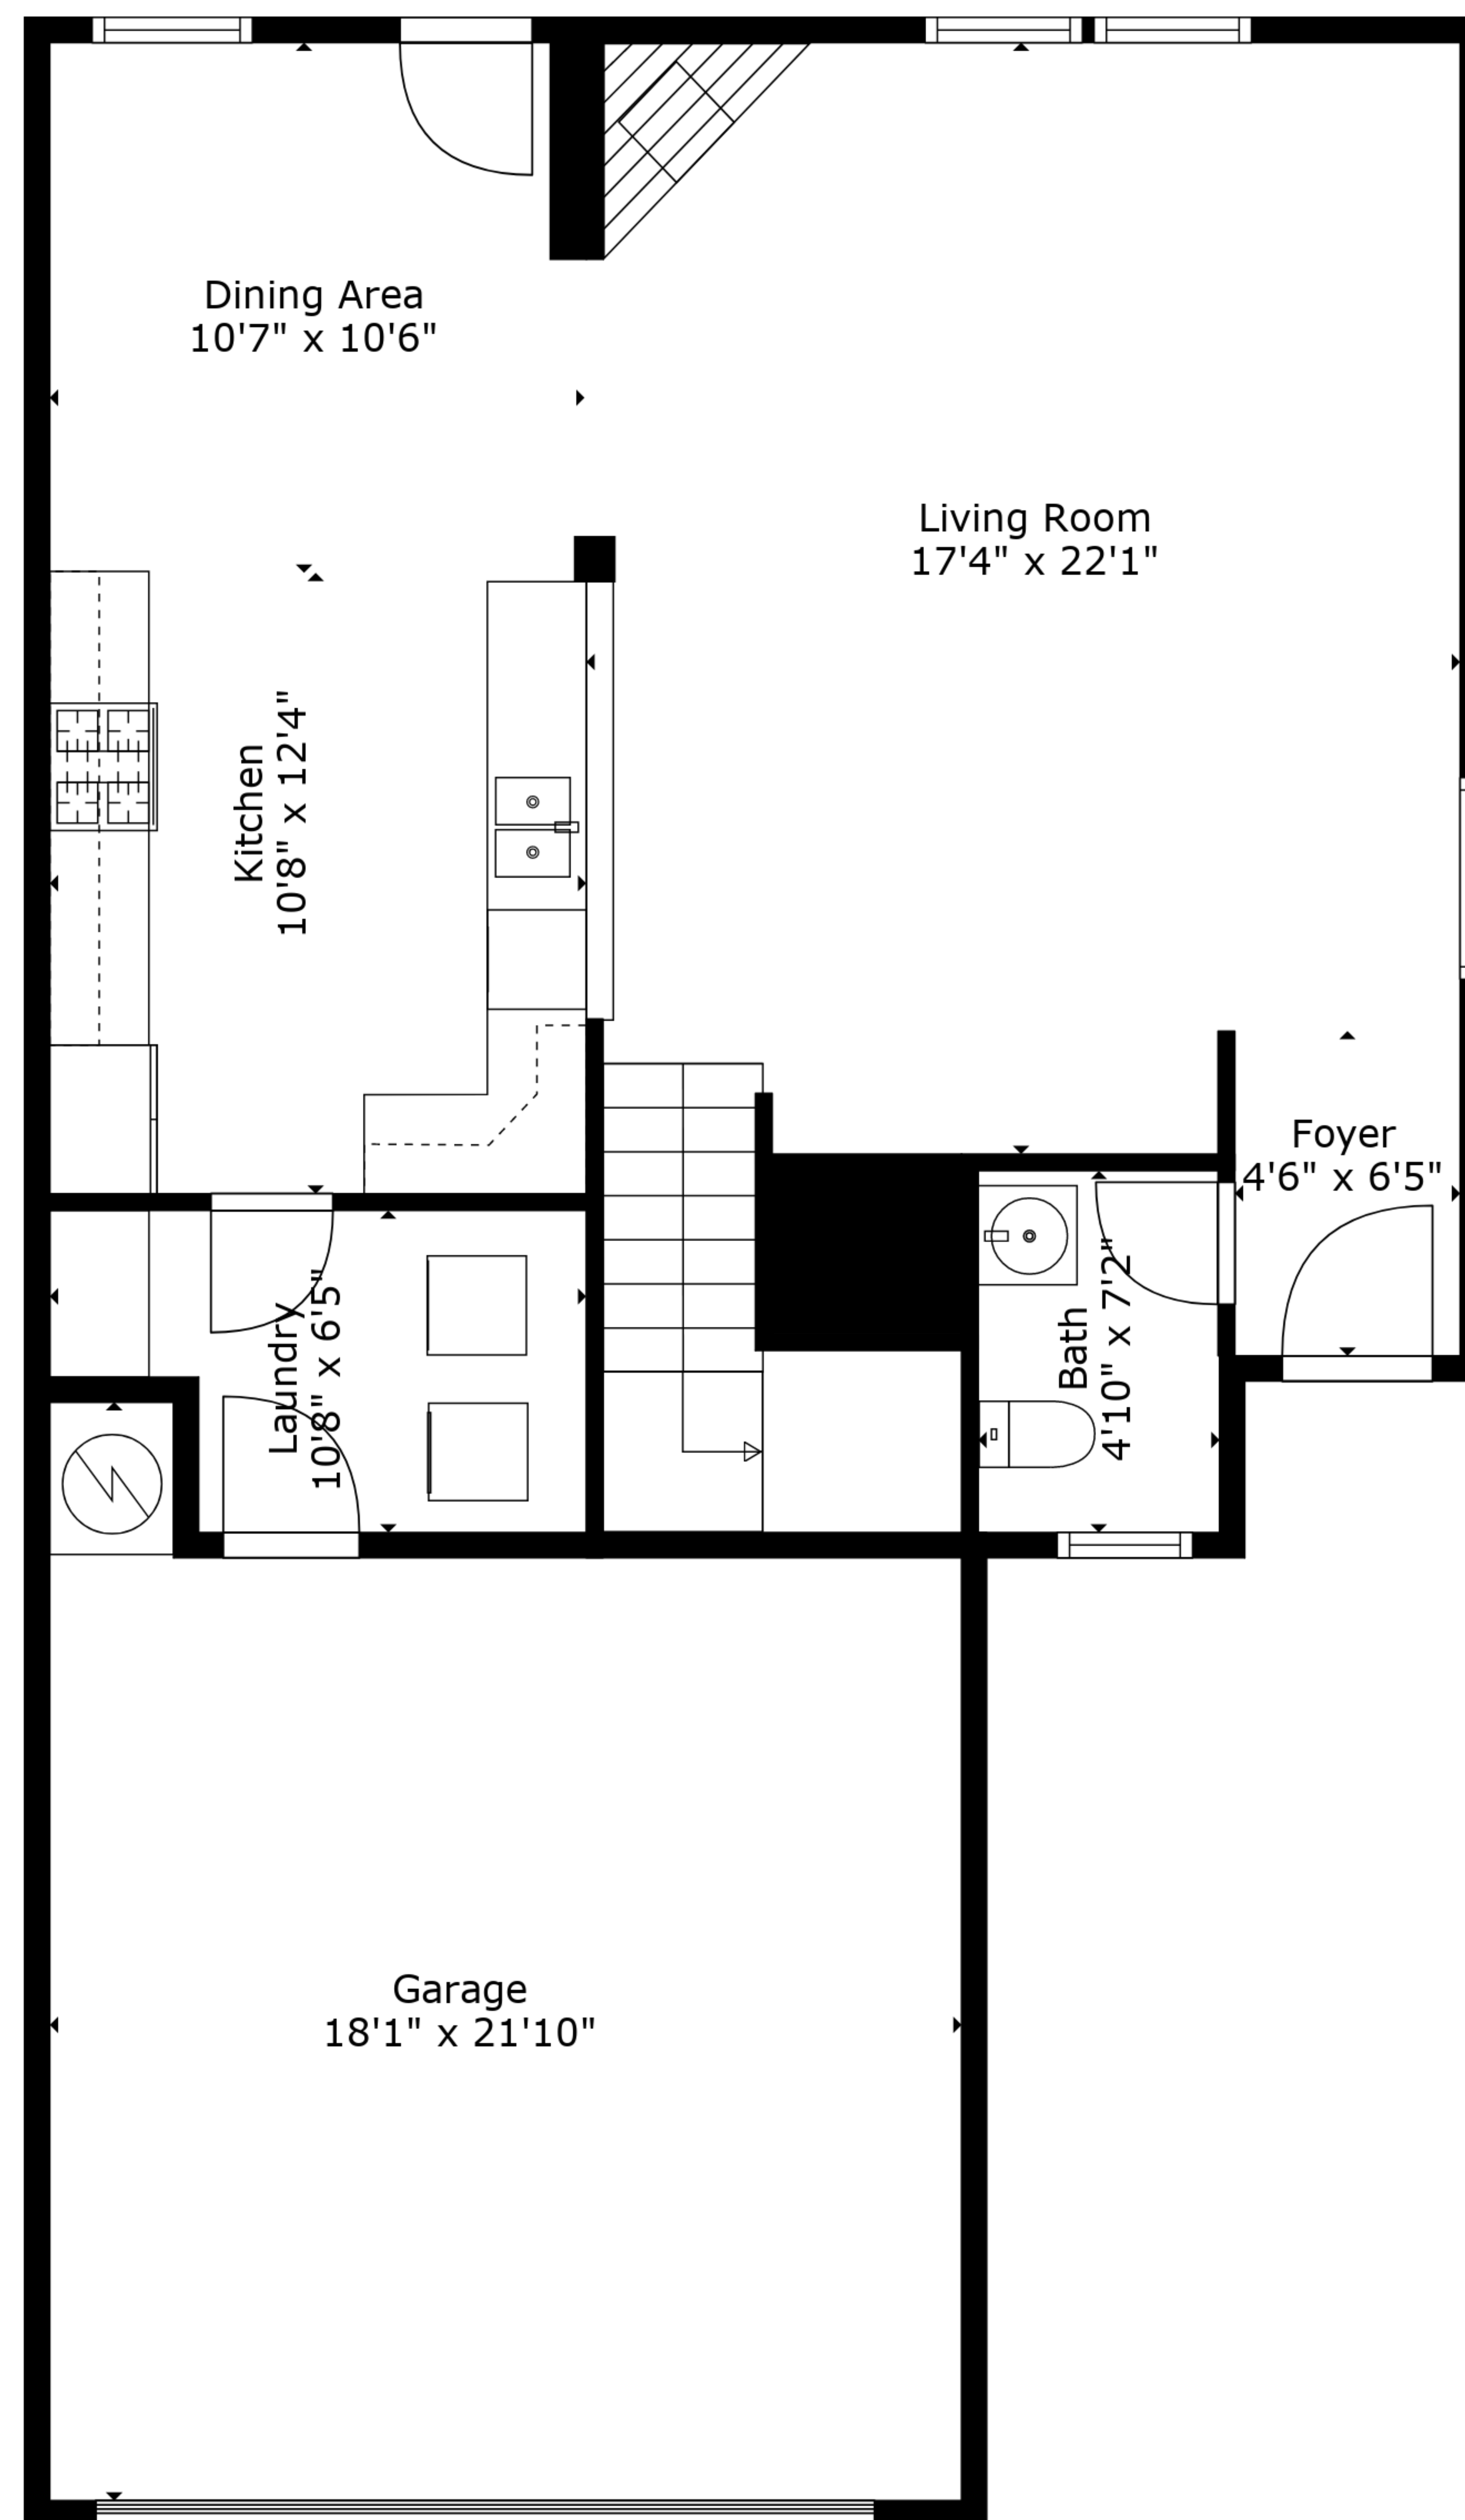 Dining Area
10'7" x 10'6"
Living Room
17'4" x 22'1"
Kitchen
10'8" x 12'4"
Foyer
4'6" x 6'5"
Laundry
10'8" x 6'5"
Bath
4'10" x 7'2"
Garage
18'1" x 21'10"